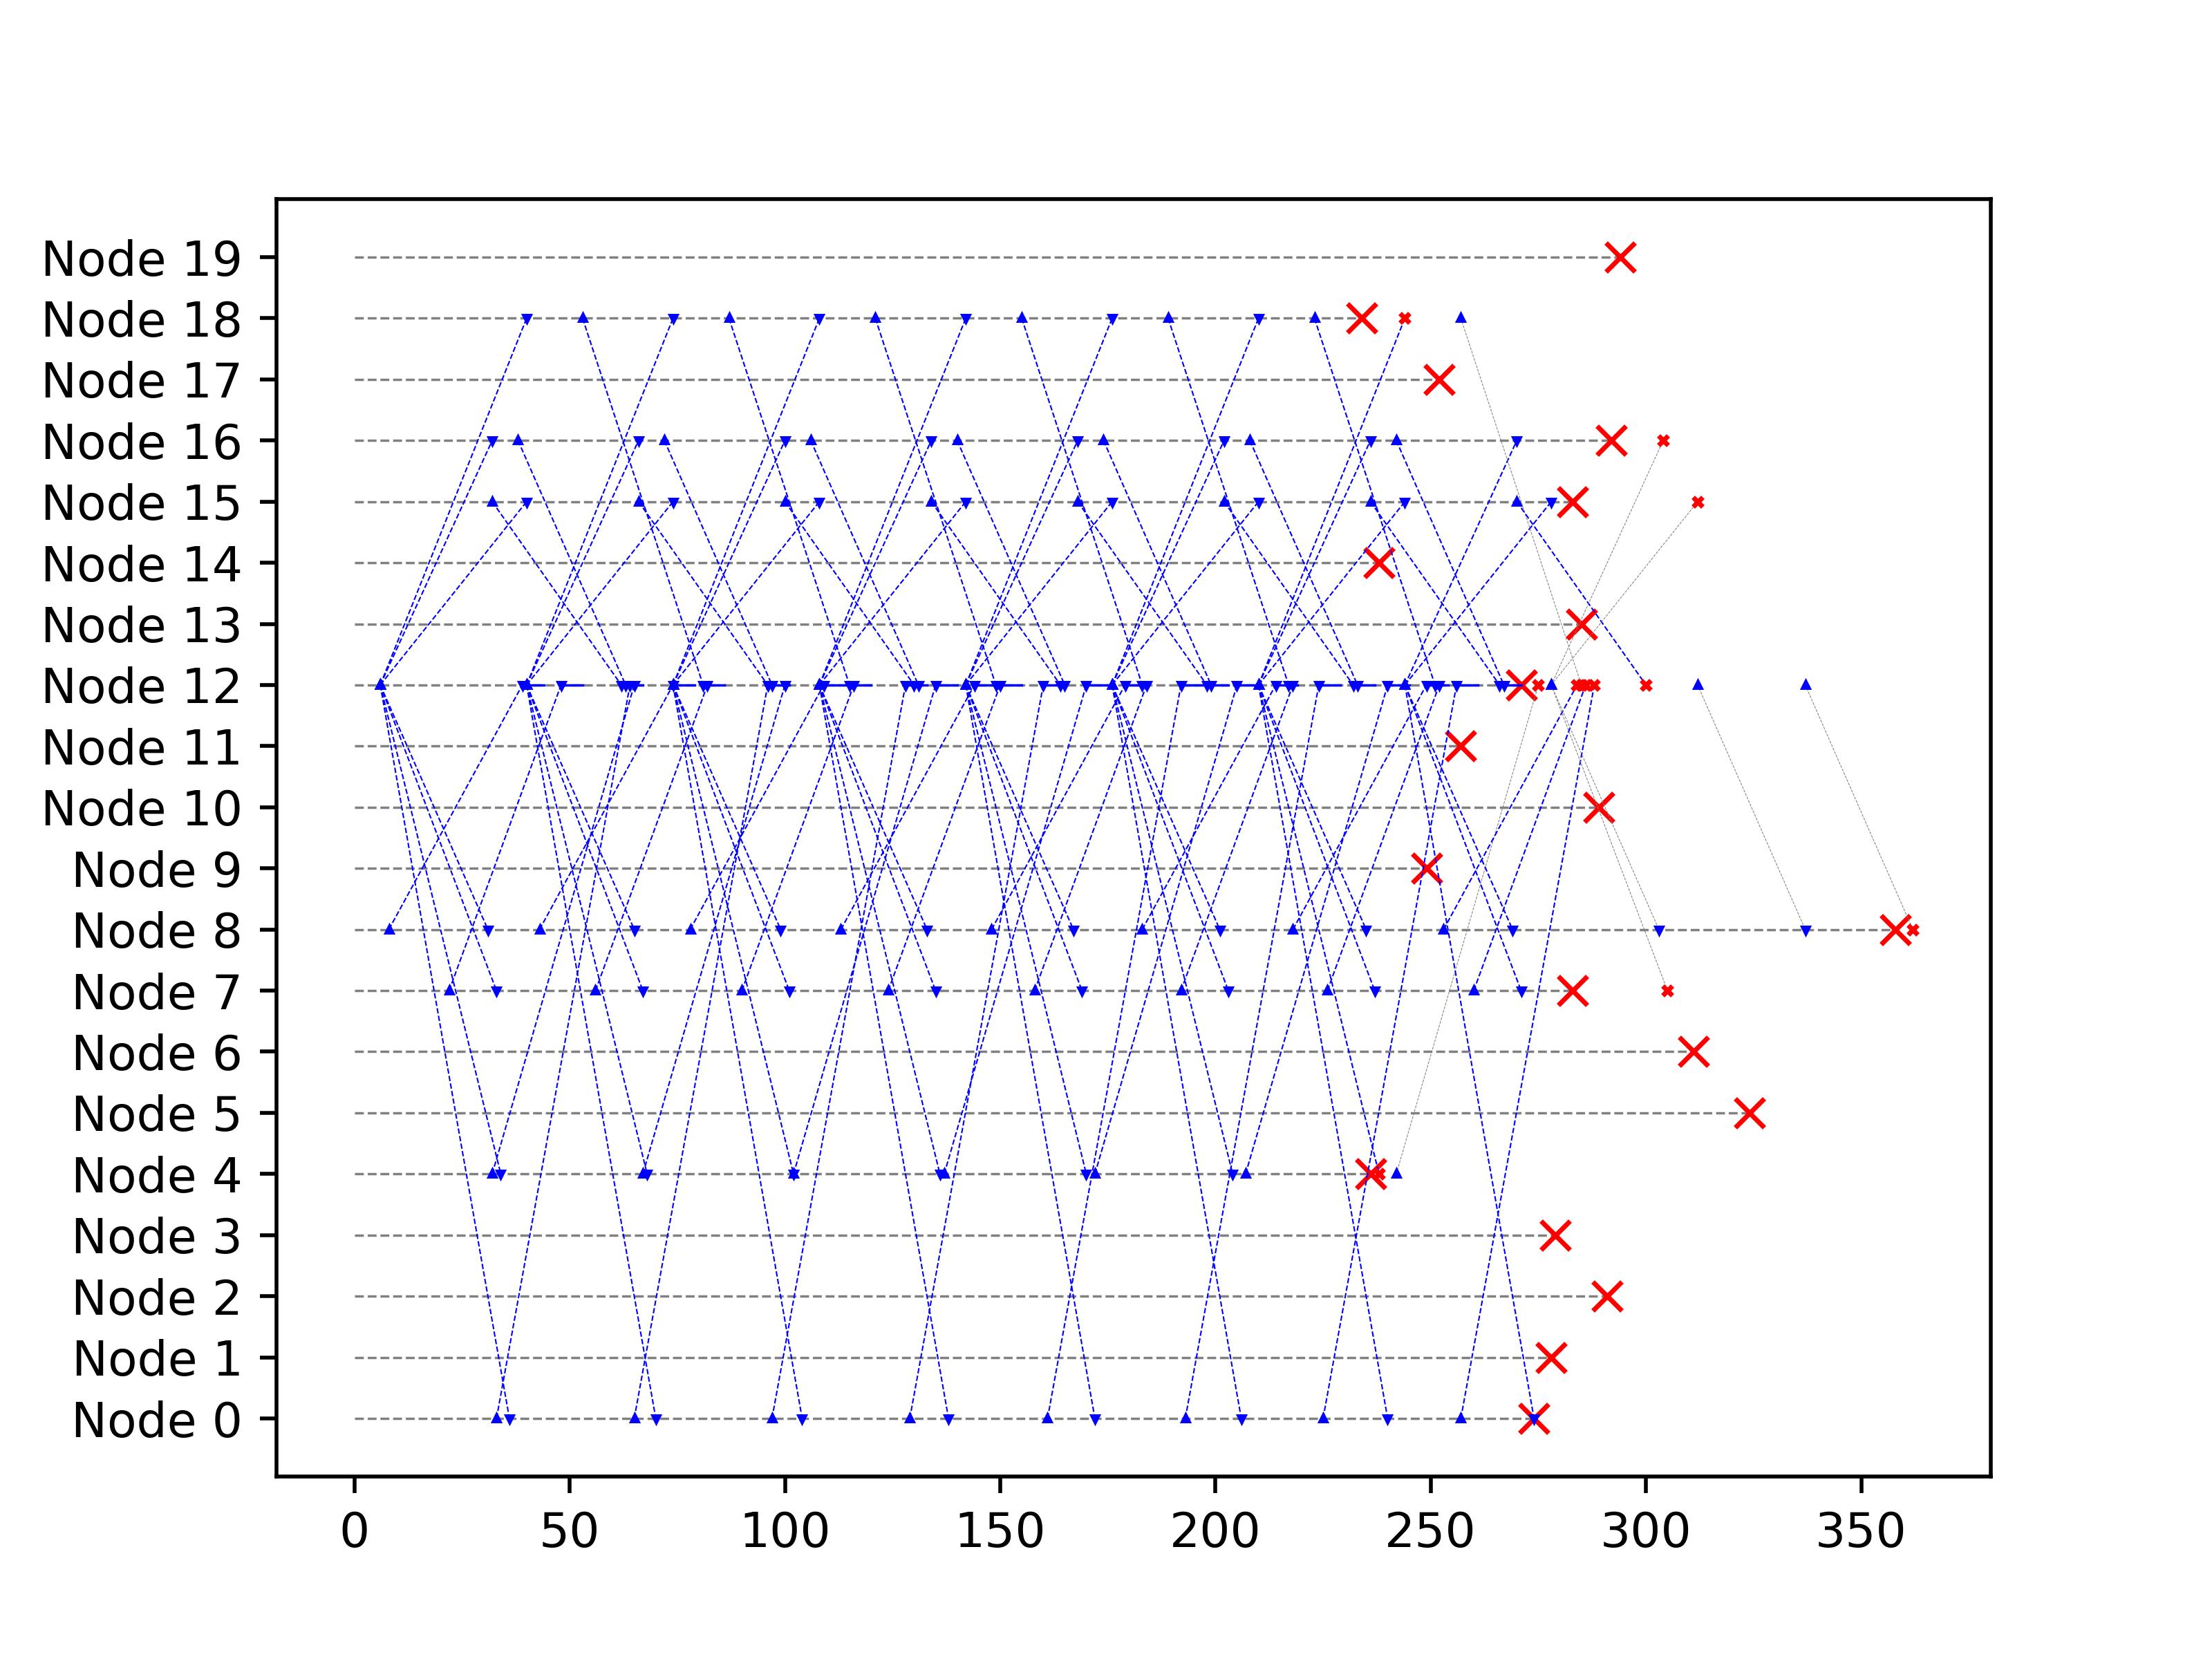 Node 19
Node 18
Node 17
Node 16
Node 15
Node 14
Node 13
Node 12
Node 11
Node 10
Node 9
Node 8
Node 7
Node 6
Node 5
Node 4
Node 3
Node 2
Node 1
Node 0
0 50 100 150 200 250 300 350